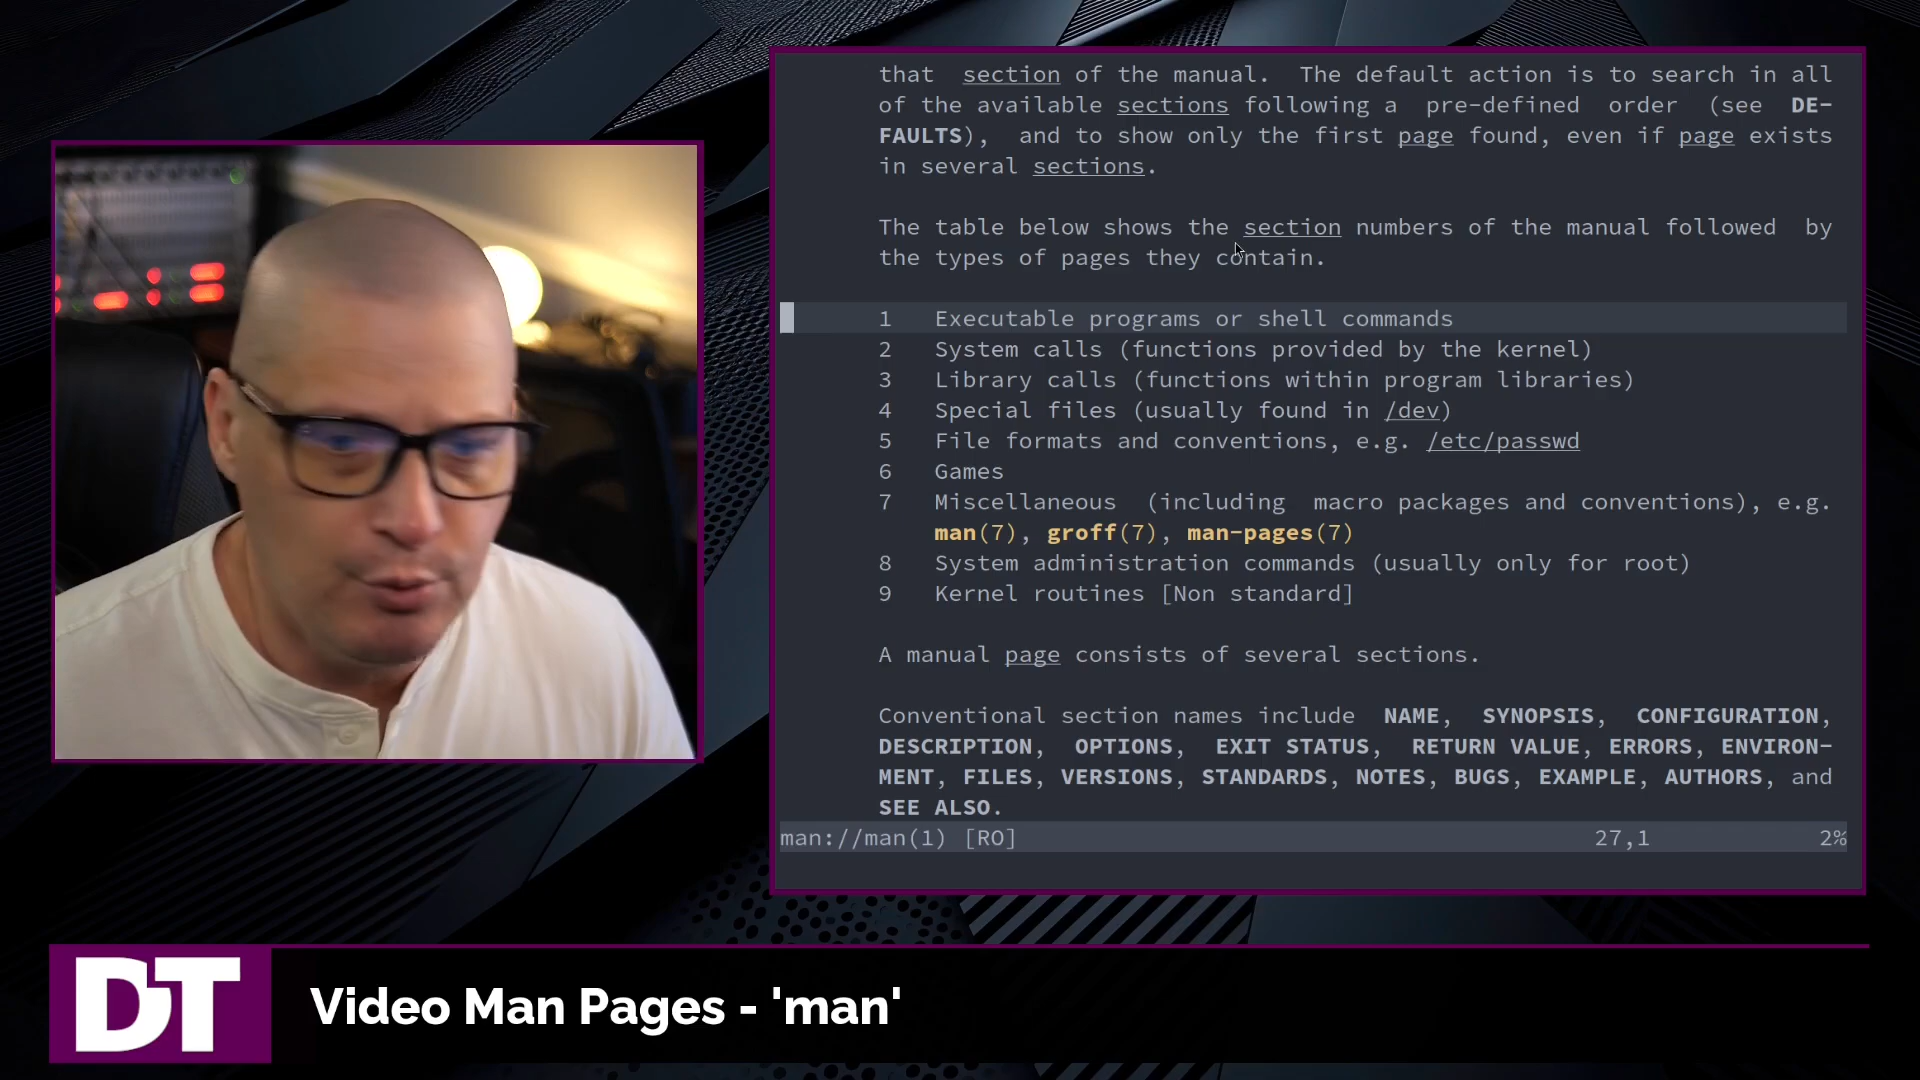 that section of the manual. The default action is to search in all
of the available sections following a pre-defined order (see DE-
FAULTS), and to show only the first page found, even if page exists
in several sections.
The table below shows the section numbers of the manual followed by
the types of pages they contain.
1 Executable programs or shell commands
2 System calls (functions provided by the kernel)
3 Library calls (functions within program libraries)
4 Special files (usually found in /dev)
5 File formats and conventions, e.g. /etc/passwd
6 Games
7 Miscellaneous (including macro packages and conventions), e.g.
man(7), groff(7), man-pages(7)
8 System administration commands (usually only for root)
9 Kernel routines [Non standard]
A manual page consists of several sections.
Conventional section names include NAME, SYNOPSIS, CONFIGURATION,
DESCRIPTION, OPTIONS, EXIT STATUS, RETURN VALUE, ERRORS, ENVIRON-
MENT, FILES, VERSIONS, STANDARDS, NOTES, BUGS, EXAMPLE, AUTHORS, and
SEE ALSO.
man://man(1) [RO] 27,1 2%
DT
Video Man Pages - 'man'